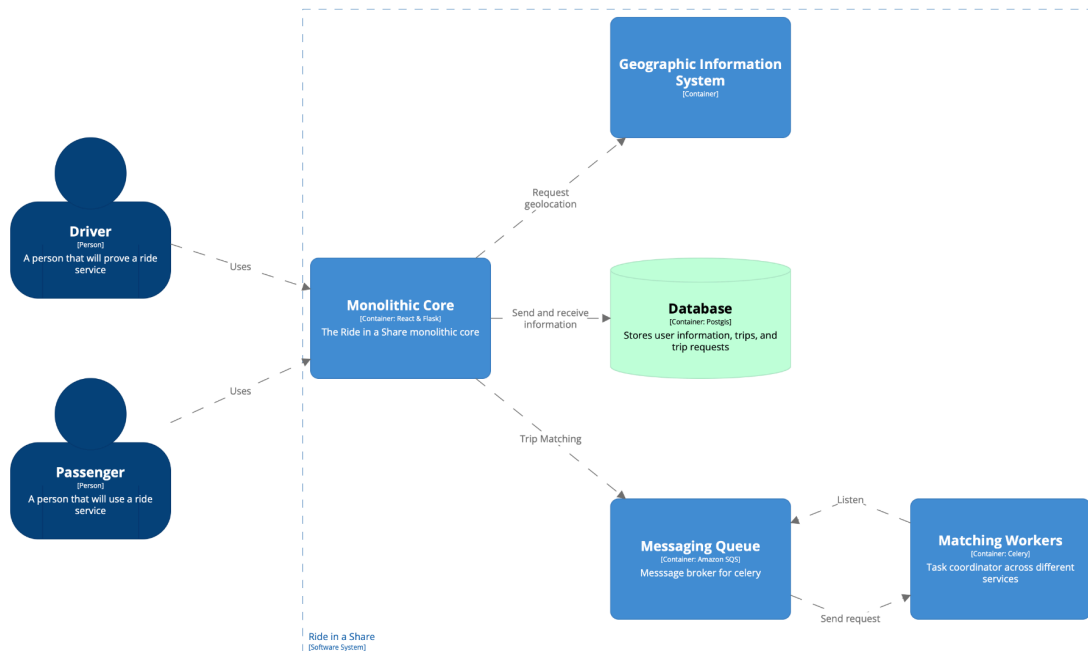 Geographic Information
System
[Container]
Request
geolocation
Driver
[Person]
A person that will prove a ride
service
Uses
Monolithic Core
[Container: React & Flask]
The Ride in a Share monolithic core
Send and receive
information
Database
[Container: Postgis]
Stores user information, trips, and
trip requests
Uses
Passenger
[Person]
A person that will use a ride
service
Trip Matching
Messaging Queue
[Container: Amazon SQS]
Messsage broker for celery
Listen
Matching Workers
[Container: Celery]
Task coordinator across different
services
Send request
Ride in a Share
[Software System]